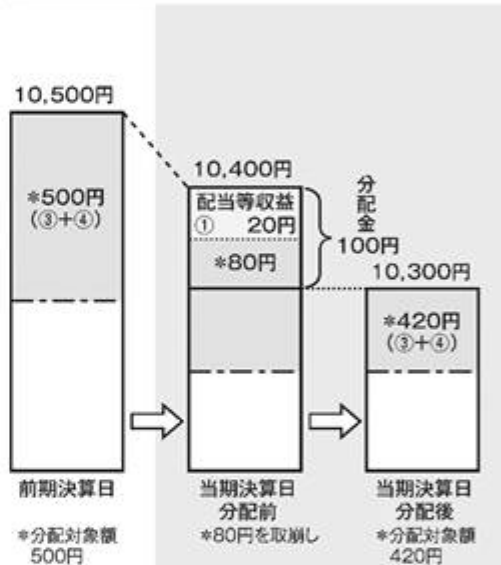 10,500円
*500円
(③+④)
前期決算日
*分配対象額
500円
10,400円
配当等収益
① 20円
*80円
分配金
100円
当期決算日
分配前
*80円を取崩し
10,300円
*420円
(③+④)
当期決算日
分配後
*分配対象額
420円